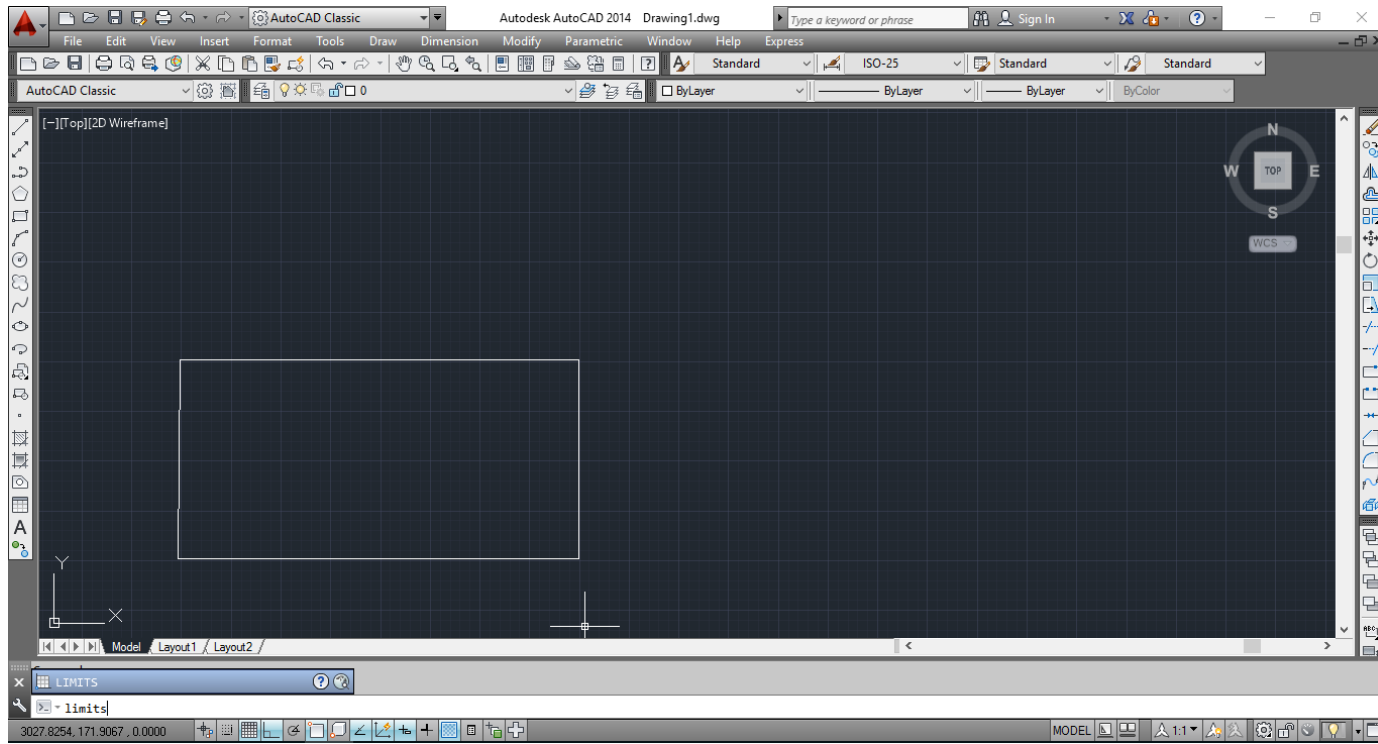 AutoCAD Classic Autodesk AutoCAD 2014 Drawing1.dwg Type a keyword or phrase Sign In
File Edit View Insert Format Tools Draw Dimension Modify Parametric Window Help Express
Standard ISO-25 Standard Standard
AutoCAD Classic 0 ByLayer ByLayer ByLayer ByColor
[−][Top][2D Wireframe]
N
W TOP E
S
WCS
Y
X
Model Layout1 Layout2
LIMITS
limits
3027.8254, 171.9067, 0.0000 MODEL 1:1
A